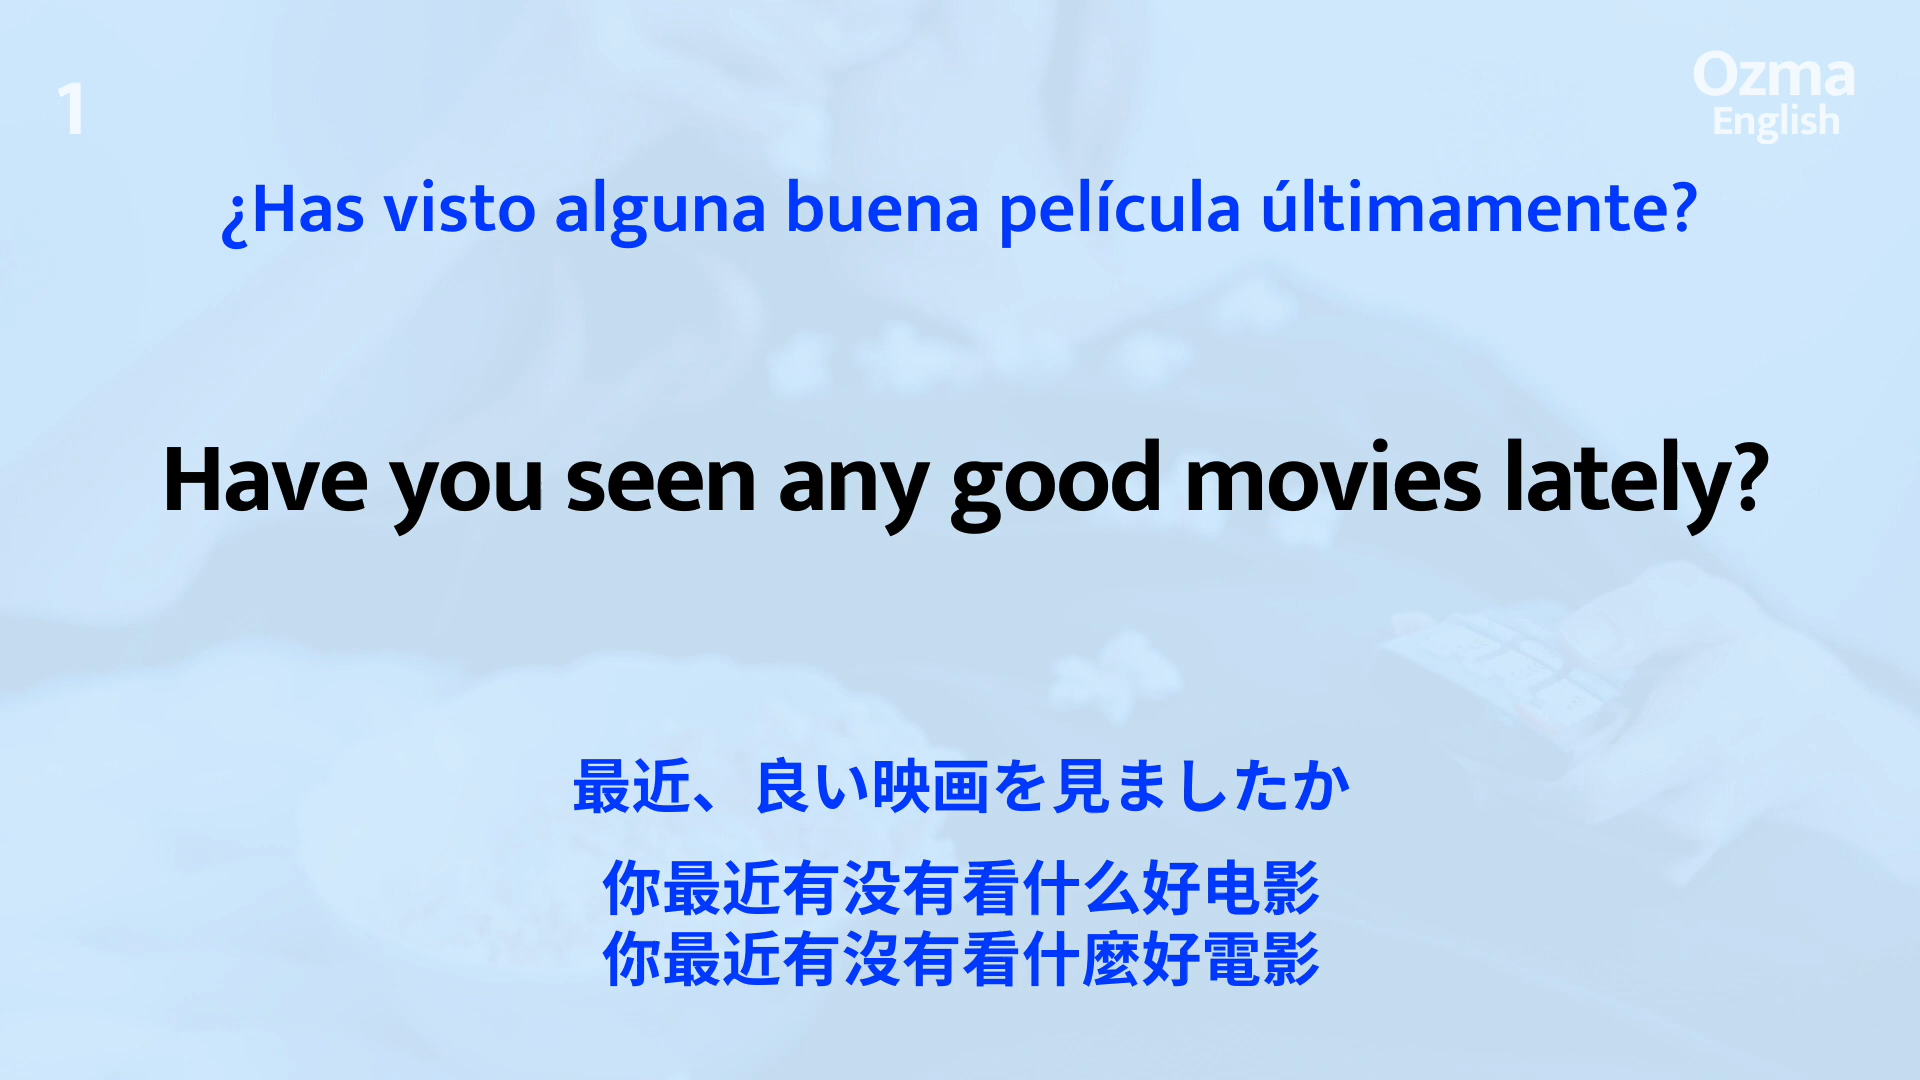 1
Ozma
English
¿Has visto alguna buena película últimamente?
Have you seen any good movies lately?
最近、良い映画を見ましたか
你最近有没有看什么好电影
你最近有沒有看什麼好電影